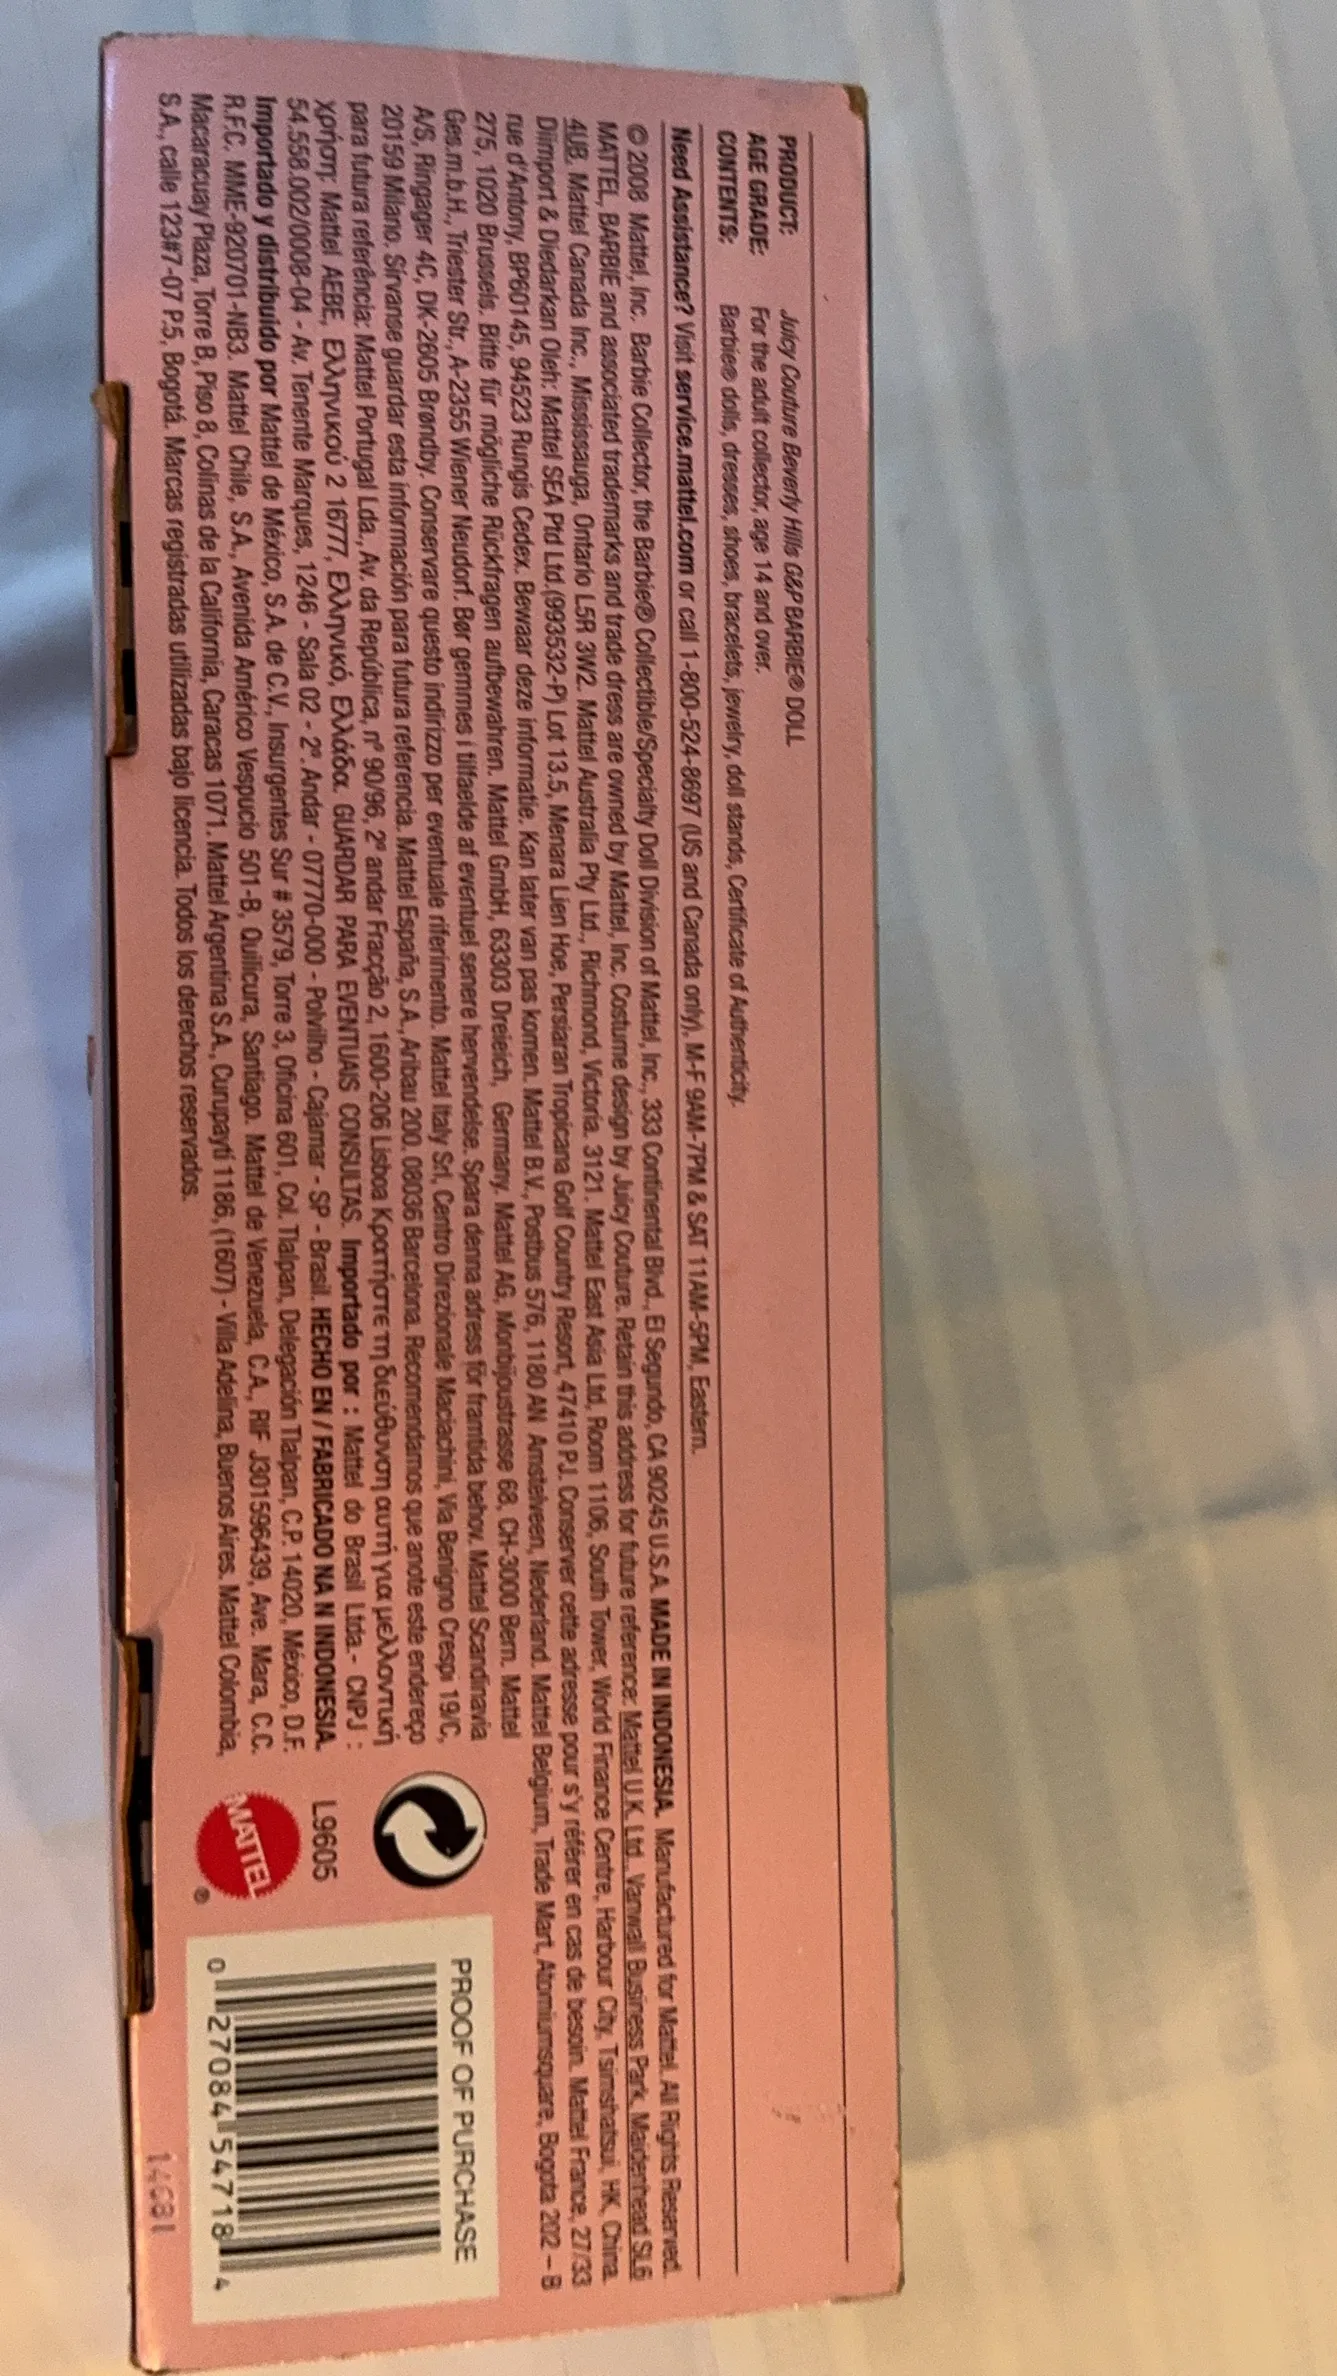 PRODUCT: Juicy Couture Beverly Hills G&P BARBIE® DOLL
AGE GRADE: For the adult collector, age 14 and over.
CONTENTS: Barbie® dolls, dresses, shoes, bracelets, jewelry, doll stands, Certificate of Authenticity.
Need Assistance? Visit service.mattel.com or call 1-800-524-8697 (US and Canada only), M-F 9AM-7PM & SAT 11AM-5PM, Eastern.
© 2008 Mattel, Inc. Barbie Collector, the Barbie® Collectible/Specialty Doll Division of Mattel, Inc., 333 Continental Blvd., El Segundo, CA 90245 U.S.A. MADE IN INDONESIA. Manufactured for Mattel. All Rights Reserved.
MATTEL, BARBIE and associated trademarks and trade dress are owned by Mattel, Inc. Costume design by Juicy Couture. Retain this address for future reference: Mattel U.K. Ltd., Vanwall Business Park, Maidenhead SL6
4UB. Mattel Canada Inc., Mississauga, Ontario L5R 3W2. Mattel Australia Pty Ltd., Richmond, Victoria. 3121. Mattel East Asia Ltd, Room 1106, South Tower, World Finance Centre, Harbour City, Tsimshatsui, HK, China.
Diimport & Diedarkan Oleh: Mattel SEA Ptd Ltd.(993532-P) Lot 13.5, Menara Lien Hoe, Persiaran Tropicana Golf Country Resort, 47410 PJ. Conserver cette adresse pour s'y référer en cas de besoin. Mattel France, 27/33
rue d'Antony, BP60145, 94523 Rungis Cedex. Bewaar deze informatie. Kan later van pas komen. Mattel B.V., Postbus 576, 1180 AN Amstelveen, Nederland. Mattel Belgium, Trade Mart, Atomiumsquare, Bogota 202 - B
275, 1020 Brussels. Bitte für mögliche Rückfragen aufbewahren. Mattel GmbH, 63303 Dreieich, Germany. Mattel AG, Monbijoustrasse 68, CH-3000 Bern. Mattel
Ges.m.b.H., Triester Str., A-2355 Wiener Neudorf. Bør gemmes i tilfaelde af eventuel senere henvendelse. Spara denna adress för framtida behov. Mattel Scandinavia
A/S, Ringager 4C, DK-2605 Brøndby. Conservare questo indirizzo per eventuale riferimento. Mattel Italy Srl, Centro Direzionale Maciachini, Via Benigno Crespi 19/C,
20159 Milano. Sírvanse guardar esta información para futura referencia. Mattel España, S.A., Aribau 200. 08036 Barcelona. Recomendamos que anote este endereço
para futura referência: Mattel Portugal Lda., Av. da República, nº 90/96, 2º andar Fracção 2, 1600-206 Lisboa Κρατήστε τη διεύθυνση αυτή για μελλοντική
χρήση: Mattel AEBE, Ελληνικού 2 16777, Ελληνικό, Ελλάδα. GUARDAR PARA EVENTUAIS CONSULTAS. Importado por : Mattel do Brasil Ltda.- CNPJ :
54.558.002/0008-04 - Av. Tenente Marques, 1246 - Sala 02 - 2º. Andar - 07770-000 - Polvilho - Cajamar - SP - Brasil. HECHO EN / FABRICADO NA N INDONESIA.
Importado y distribuido por Mattel de México, S.A. de C.V., Insurgentes Sur # 3579, Torre 3, Oficina 601, Col. Tlalpan, Delegación Tlalpan, C.P. 14020, México, D.F.
R.F.C. MME-920701-NB3. Mattel Chile, S.A., Avenida Américo Vespucio 501-B, Quilicura, Santiago. Mattel de Venezuela, C.A., RIF J301596439, Ave. Mara, C.C.
Macaracuay Plaza, Torre B, Piso 8, Colinas de la California, Caracas 1071. Mattel Argentina S.A., Curupaytí 1186, (1607) - Villa Adelina, Buenos Aires. Mattel Colombia,
S.A., calle 123#7-07 P.5, Bogotá. Marcas registradas utilizadas bajo licencia. Todos los derechos reservados.
L9605
MATTEL®
PROOF OF PURCHASE
0 27084 54718 4
14681